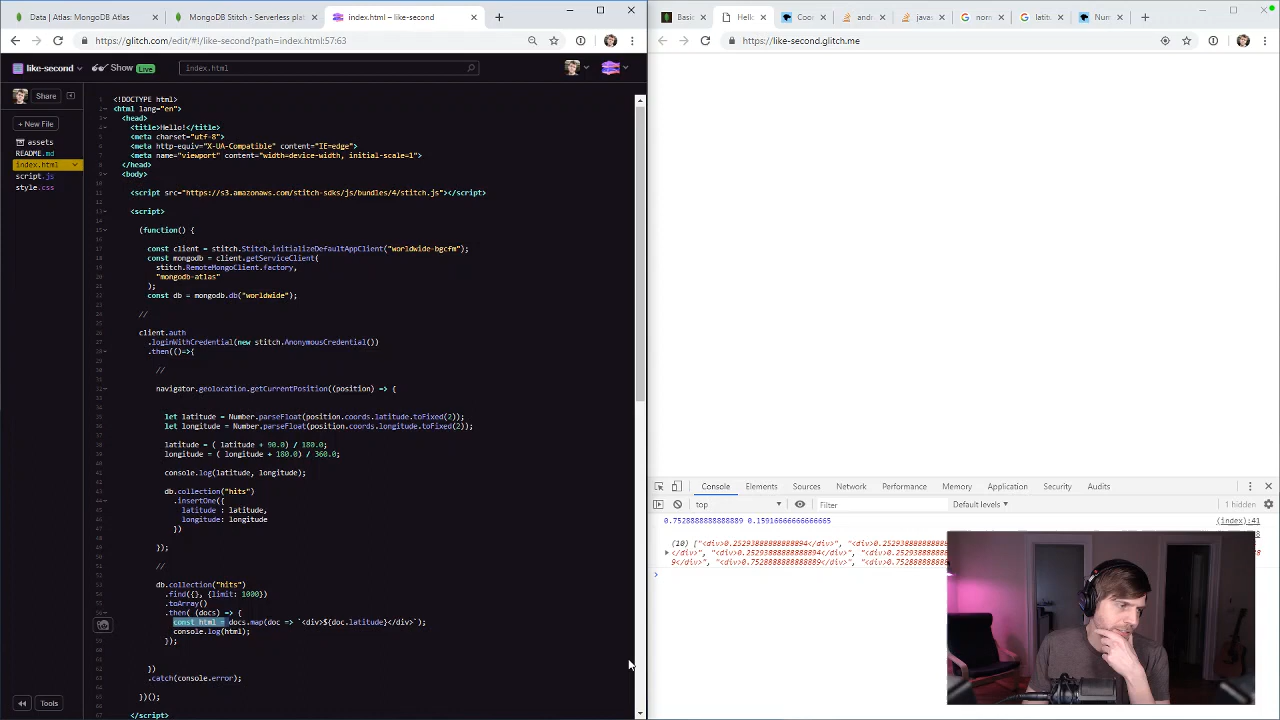 Data | Atlas: MongoDB Atlas
MongoDB Stitch - Serverless plat
index.html – like-second
https://glitch.com/edit/#!/like-second?path=index.html:57:63
like-second
Show
Live
index.html
Share
+ New File
assets
README.md
index.html
script.js
style.css
<!DOCTYPE html>
<html lang="en">
<head>
<title>Hello!</title>
<meta charset="utf-8">
<meta http-equiv="X-UA-Compatible" content="IE=edge">
<meta name="viewport" content="width=device-width, initial-scale=1">
</head>
<body>
<script src="https://s3.amazonaws.com/stitch-sdks/js/bundles/4/stitch.js"></script>
<script>
(function() {
const client = stitch.Stitch.initializeDefaultAppClient("worldwide-bgcfm");
const mongodb = client.getServiceClient(
stitch.RemoteMongoClient.factory,
"mongodb-atlas"
);
const db = mongodb.db("worldwide");
//
client.auth
.loginWithCredential(new stitch.AnonymousCredential())
.then(()=>{
//
navigator.geolocation.getCurrentPosition((position) => {
let latitude = Number.parseFloat(position.coords.latitude.toFixed(2));
let longitude = Number.parseFloat(position.coords.longitude.toFixed(2));
latitude = ( latitude + 90.0) / 180.0;
longitude = ( longitude + 180.0) / 360.0;
console.log(latitude, longitude);
db.collection("hits")
.insertOne({
latitude : latitude,
longitude: longitude
})
});
//
db.collection("hits")
.find({}, {limit: 1000})
.toArray()
.then( (docs) => {
const html = docs.map(doc => `<div>${doc.latitude}</div>`);
console.log(html);
});
})
.catch(console.error);
})();
</script>
Tools
Basic
Hello
Cod
andr
java
norm
latit
Num
https://like-second.glitch.me
Console
Elements
Sources
Network
Performance
Memory
Application
Security
Audits
top
Filter
Default levels
1 hidden
0.7528888888888889 0.15916666666666665
(index):41